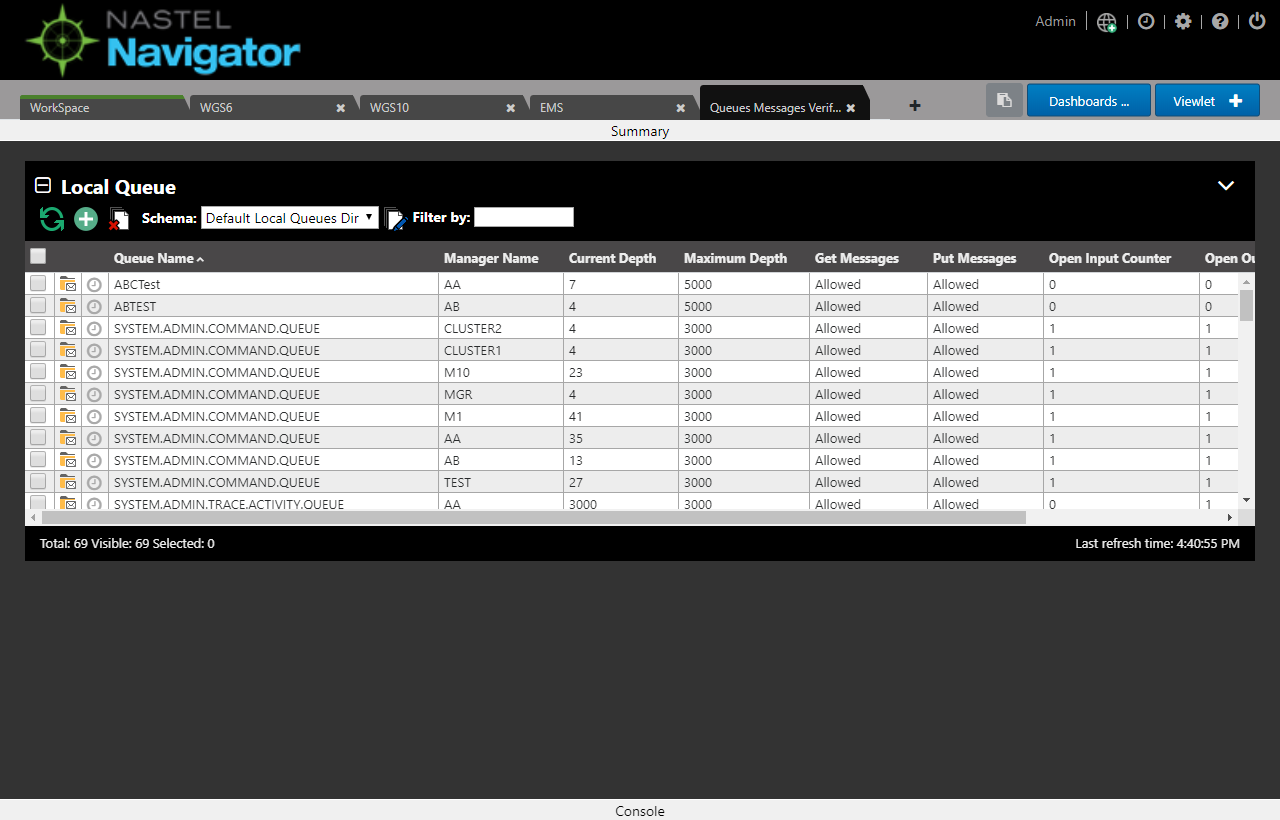 NASTEL
Navigator
Admin
WorkSpace WGS6 WGS10 EMS Queues Messages Verif... Dashboards ... Viewlet
Summary
Local Queue
Schema: Default Local Queues Dir Filter by:
Queue Name Manager Name Current Depth Maximum Depth Get Messages Put Messages Open Input Counter Open Ou
ABCTest AA 7 5000 Allowed Allowed 0 0
ABTEST AB 4 5000 Allowed Allowed 0 0
SYSTEM.ADMIN.COMMAND.QUEUE CLUSTER2 4 3000 Allowed Allowed 1 1
SYSTEM.ADMIN.COMMAND.QUEUE CLUSTER1 4 3000 Allowed Allowed 1 1
SYSTEM.ADMIN.COMMAND.QUEUE M10 23 3000 Allowed Allowed 1 1
SYSTEM.ADMIN.COMMAND.QUEUE MGR 4 3000 Allowed Allowed 1 1
SYSTEM.ADMIN.COMMAND.QUEUE M1 41 3000 Allowed Allowed 1 1
SYSTEM.ADMIN.COMMAND.QUEUE AA 35 3000 Allowed Allowed 1 1
SYSTEM.ADMIN.COMMAND.QUEUE AB 13 3000 Allowed Allowed 1 1
SYSTEM.ADMIN.COMMAND.QUEUE TEST 27 3000 Allowed Allowed 1 1
SYSTEM.ADMIN.TRACE.ACTIVITY.QUEUE AA 3000 3000 Allowed Allowed 0 1
Total: 69 Visible: 69 Selected: 0 Last refresh time: 4:40:55 PM
Console